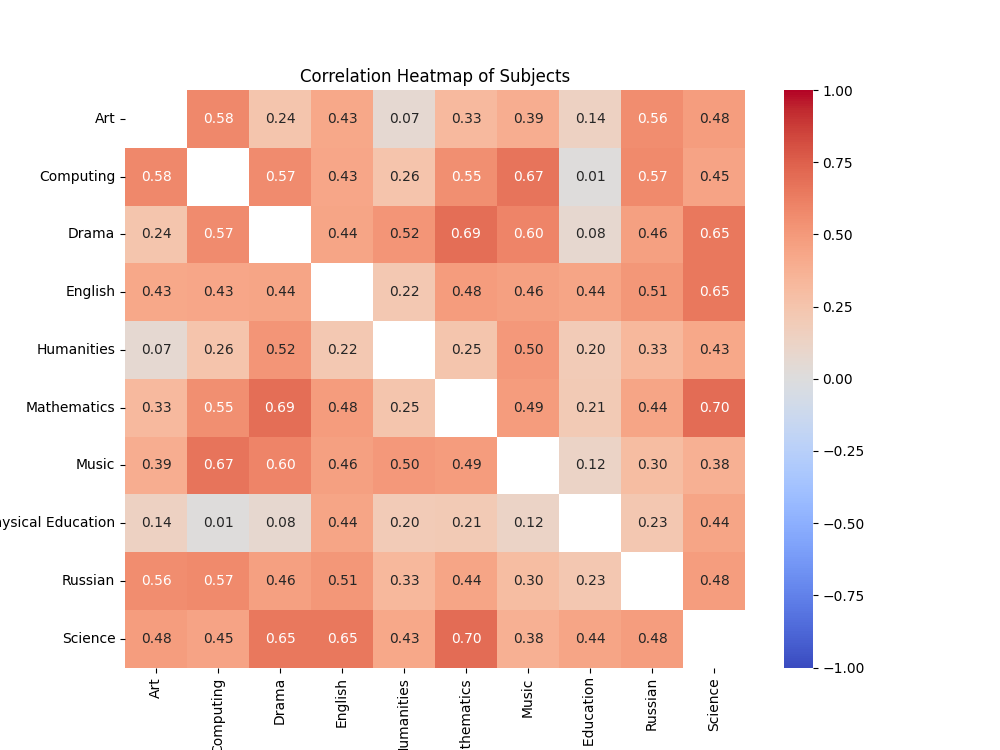 Correlation Heatmap of Subjects
Art 0.58 0.24 0.43 0.07 0.33 0.39 0.14 0.56 0.48
Computing 0.58 0.57 0.43 0.26 0.55 0.67 0.01 0.57 0.45
Drama 0.24 0.57 0.44 0.52 0.69 0.60 0.08 0.46 0.65
English 0.43 0.43 0.44 0.22 0.48 0.46 0.44 0.51 0.65
Humanities 0.07 0.26 0.52 0.22 0.25 0.50 0.20 0.33 0.43
Mathematics 0.33 0.55 0.69 0.48 0.25 0.49 0.21 0.44 0.70
Music 0.39 0.67 0.60 0.46 0.50 0.49 0.12 0.30 0.38
ysical Education 0.14 0.01 0.08 0.44 0.20 0.21 0.12 0.23 0.44
Russian 0.56 0.57 0.46 0.51 0.33 0.44 0.30 0.23 0.48
Science 0.48 0.45 0.65 0.65 0.43 0.70 0.38 0.44 0.48
Art
Computing
Drama
English
umanities
thematics
Music
Education
Russian
Science
1.00
0.75
0.50
0.25
0.00
−0.25
−0.50
−0.75
−1.00